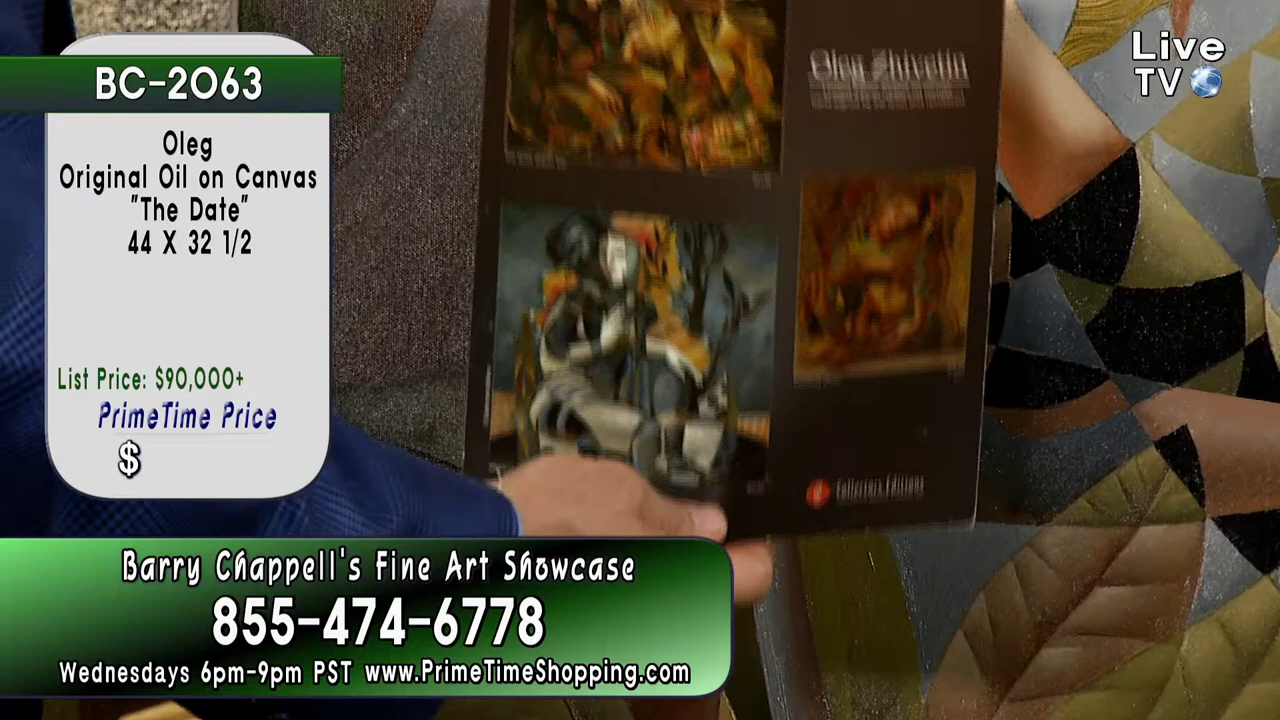 BC-2063
Oleg
Original Oil on Canvas
"The Date"
44 X 32 1/2
List Price: $90,000+
PrimeTime Price
$
Live
TV
Oleg Zhivetin
Collectors Editions
Barry Chappell's Fine Art Showcase
855-474-6778
Wednesdays 6pm-9pm PST www.PrimeTimeShopping.com